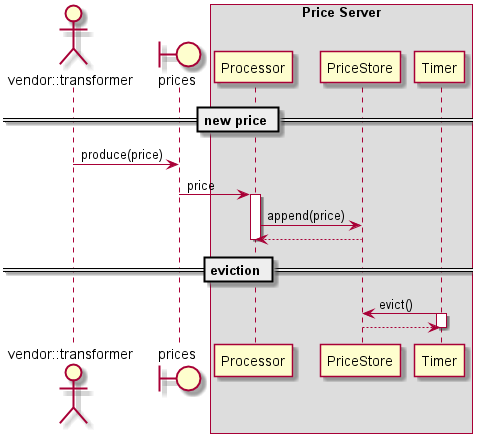 Price Server
vendor::transformer
prices
Processor
PriceStore
Timer
new price
produce(price)
price
append(price)
eviction
evict()
vendor::transformer
prices
Processor
PriceStore
Timer